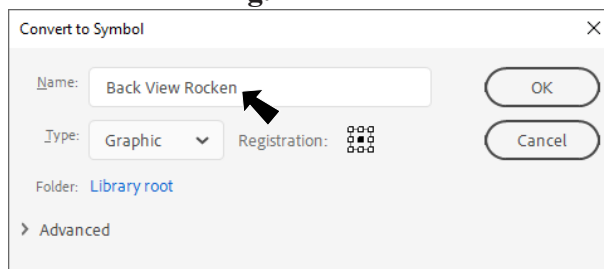 Convert to Symbol
Name: Back View Rocken OK
Type: Graphic Registration: Cancel
Folder: Library root
Advanced